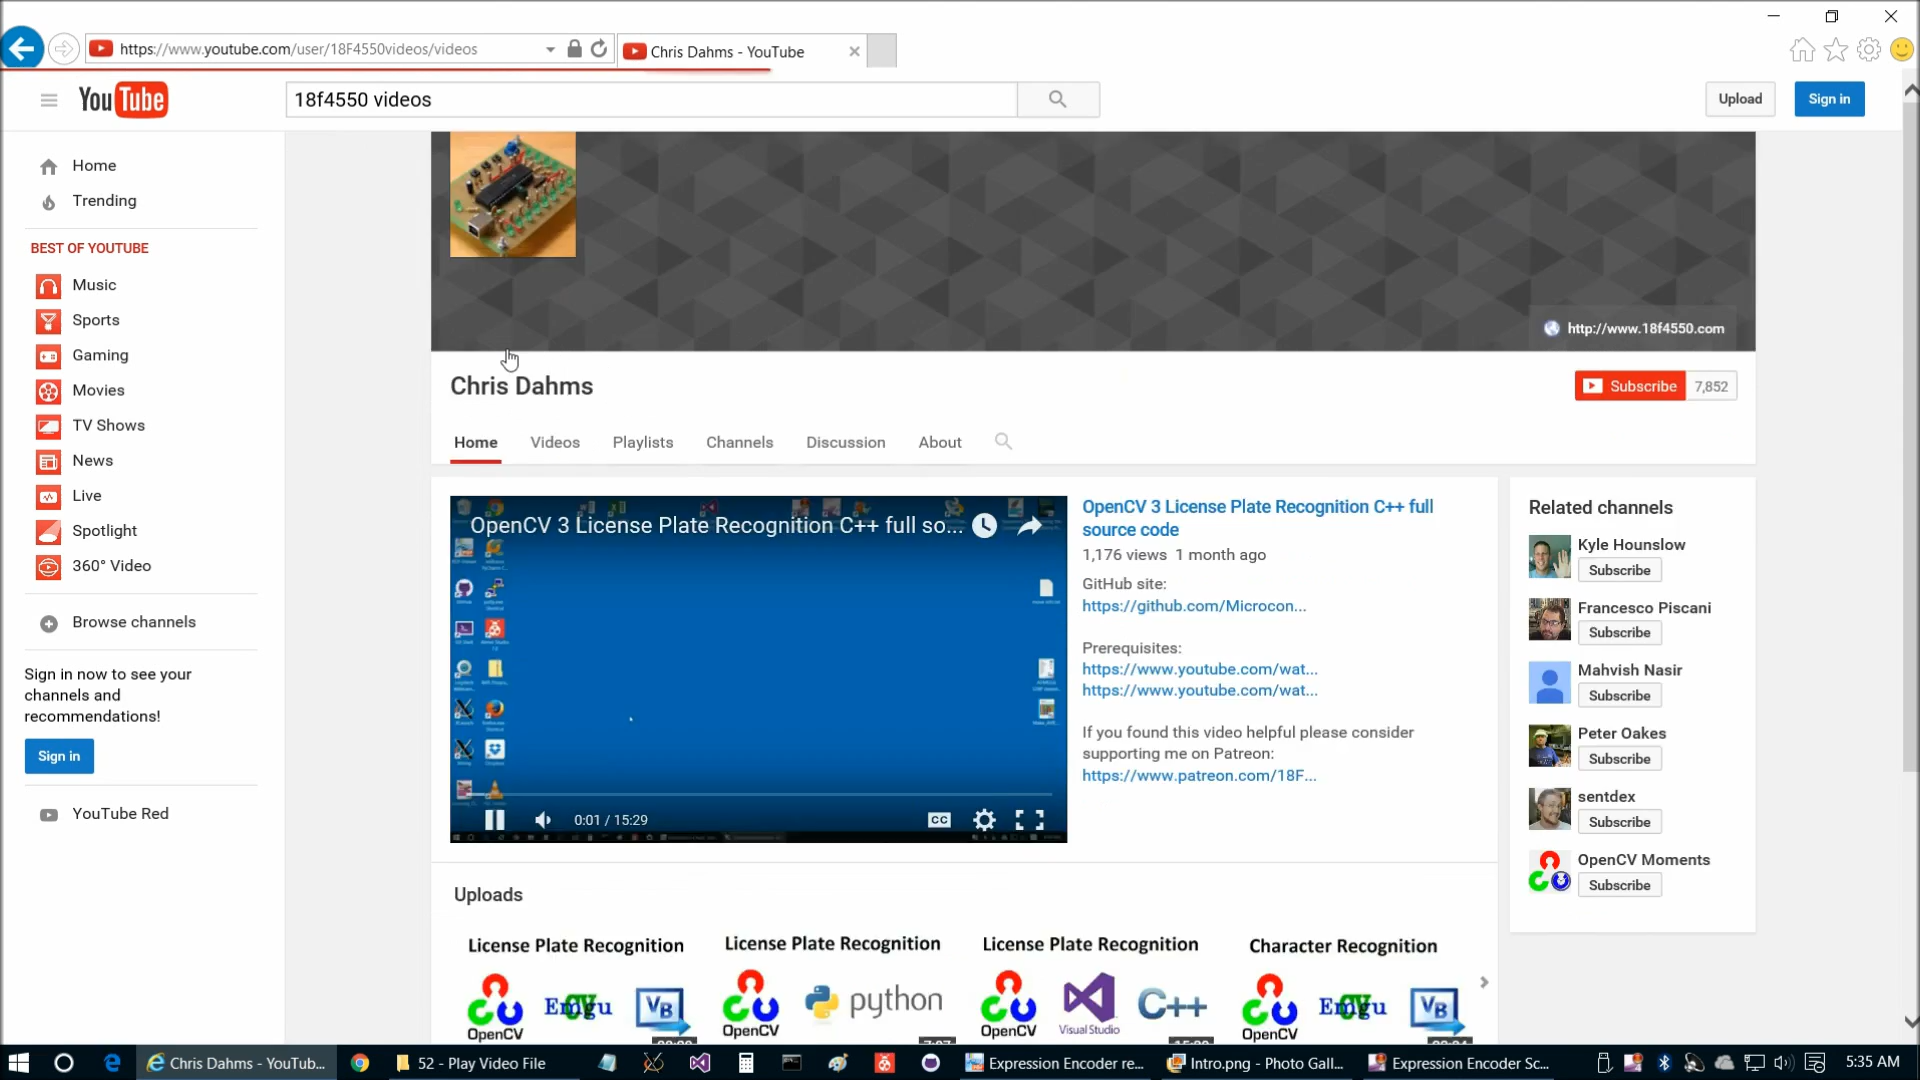 https://www.youtube.com/user/18F4550videos/videos
Chris Dahms - YouTube
YouTube
18f4550 videos
Upload
Sign in
Home
Trending
BEST OF YOUTUBE
Music
Sports
Gaming
Movies
TV Shows
News
Live
Spotlight
360° Video
Browse channels
Sign in now to see your
channels and
recommendations!
Sign in
YouTube Red
http://www.18f4550.com
Chris Dahms
Subscribe
7,852
Home
Videos
Playlists
Channels
Discussion
About
OpenCV 3 License Plate Recognition C++ full so...
0:01 / 15:29
CC
OpenCV 3 License Plate Recognition C++ full
source code
1,176 views 1 month ago
GitHub site:
https://github.com/Microcon...
Prerequisites:
https://www.youtube.com/wat...
https://www.youtube.com/wat...
If you found this video helpful please consider
supporting me on Patreon:
https://www.patreon.com/18F...
Related channels
Kyle Hounslow
Subscribe
Francesco Piscani
Subscribe
Mahvish Nasir
Subscribe
Peter Oakes
Subscribe
sentdex
Subscribe
OpenCV Moments
Subscribe
Uploads
License Plate Recognition
OpenCV
Emgu
CV
VB
License Plate Recognition
OpenCV
python
License Plate Recognition
OpenCV
Visual Studio
C++
Character Recognition
OpenCV
Emgu
CV
VB
Chris Dahms - YouTub...
52 - Play Video File
Expression Encoder re...
Intro.png - Photo Gall...
Expression Encoder Sc...
5:35 AM